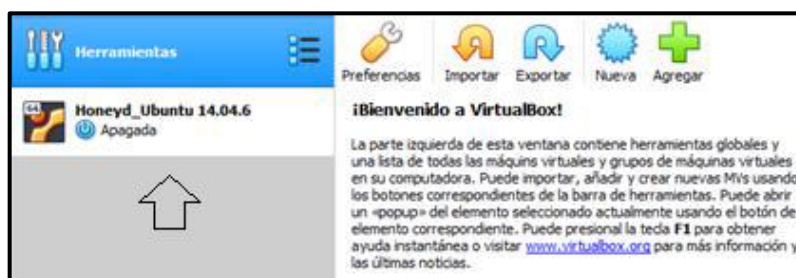 Herramientas
Preferencias Importar Exportar Nueva Agregar
64
Honeyd_Ubuntu 14.04.6
Apagada
¡Bienvenido a VirtualBox!
La parte izquierda de esta ventana contiene herramientas globales y
una lista de todas las máquins virtuales y grupos de máquinas virtuales
en su computadora. Puede importar, añadir y crear nuevas MVs usando
los botones correspondientes de la barra de herramientas. Puede abrir
un «popup» del elemento seleccionado actualmente usando el botón de
elemento correspondiente. Puede presional la tecla F1 para obtener
ayuda instantánea o visitar www.virtualbox.org para más información y
las últimas noticias.